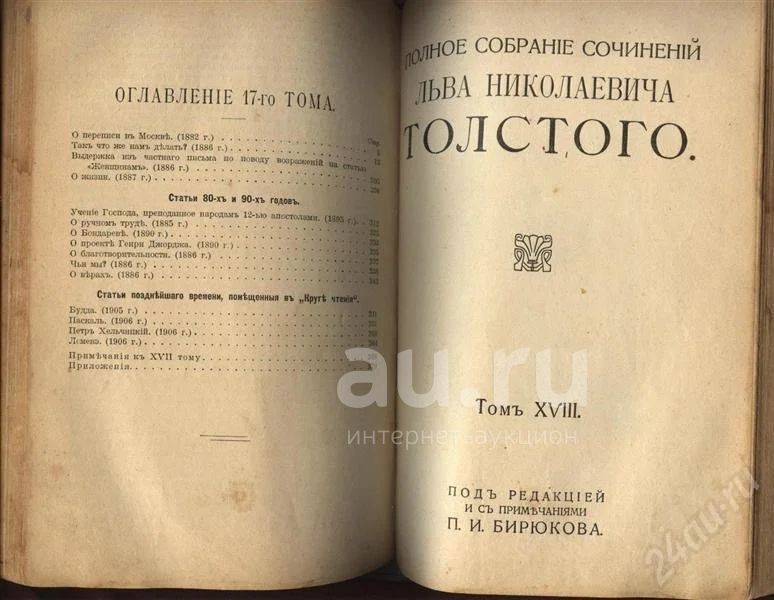 ОГЛАВЛЕНІЕ 17-го ТОМА.
Стр.
О переписи въ Москвѣ. (1882 г.)
Такъ что же намъ дѣлать? (1886 г.)
Выдержка изъ частнаго письма по поводу возраженій на статью
«Женщинамъ». (1886 г.)
О жизни. (1887 г.)
Статьи 80-хъ и 90-хъ годовъ.
Ученіе Господа, преподанное народамъ 12-ью апостолами. (1895 г.)
О ручномъ трудѣ. (1885 г.)
О Бондаревѣ. (1890 г.)
О проектѣ Генри Джорджа. (1890 г.)
О благотворительности. (1886 г.)
Чьи мы? (1886 г.)
О вѣрахъ. (1886 г.)
Статьи позднѣйшаго времени, помѣщенныя въ „Кругѣ чтенія“.
Будда. (1905 г.)
Паскаль. (1906 г.)
Петръ Хельчицкій. (1906 г.)
Ломенэ. (1906 г.)
Примѣчанія къ XVII тому
Приложенія.
ПОЛНОЕ СОБРАНІЕ СОЧИНЕНІЙ
ЛЬВА НИКОЛАЕВИЧА
ТОЛСТОГО.
Томъ XVIII.
ПОДЪ РЕДАКЦІЕЙ
И СЪ ПРИМѢЧАНІЯМИ
П. И. БИРЮКОВА.
au.ru
интернет-аукцион
24au.ru